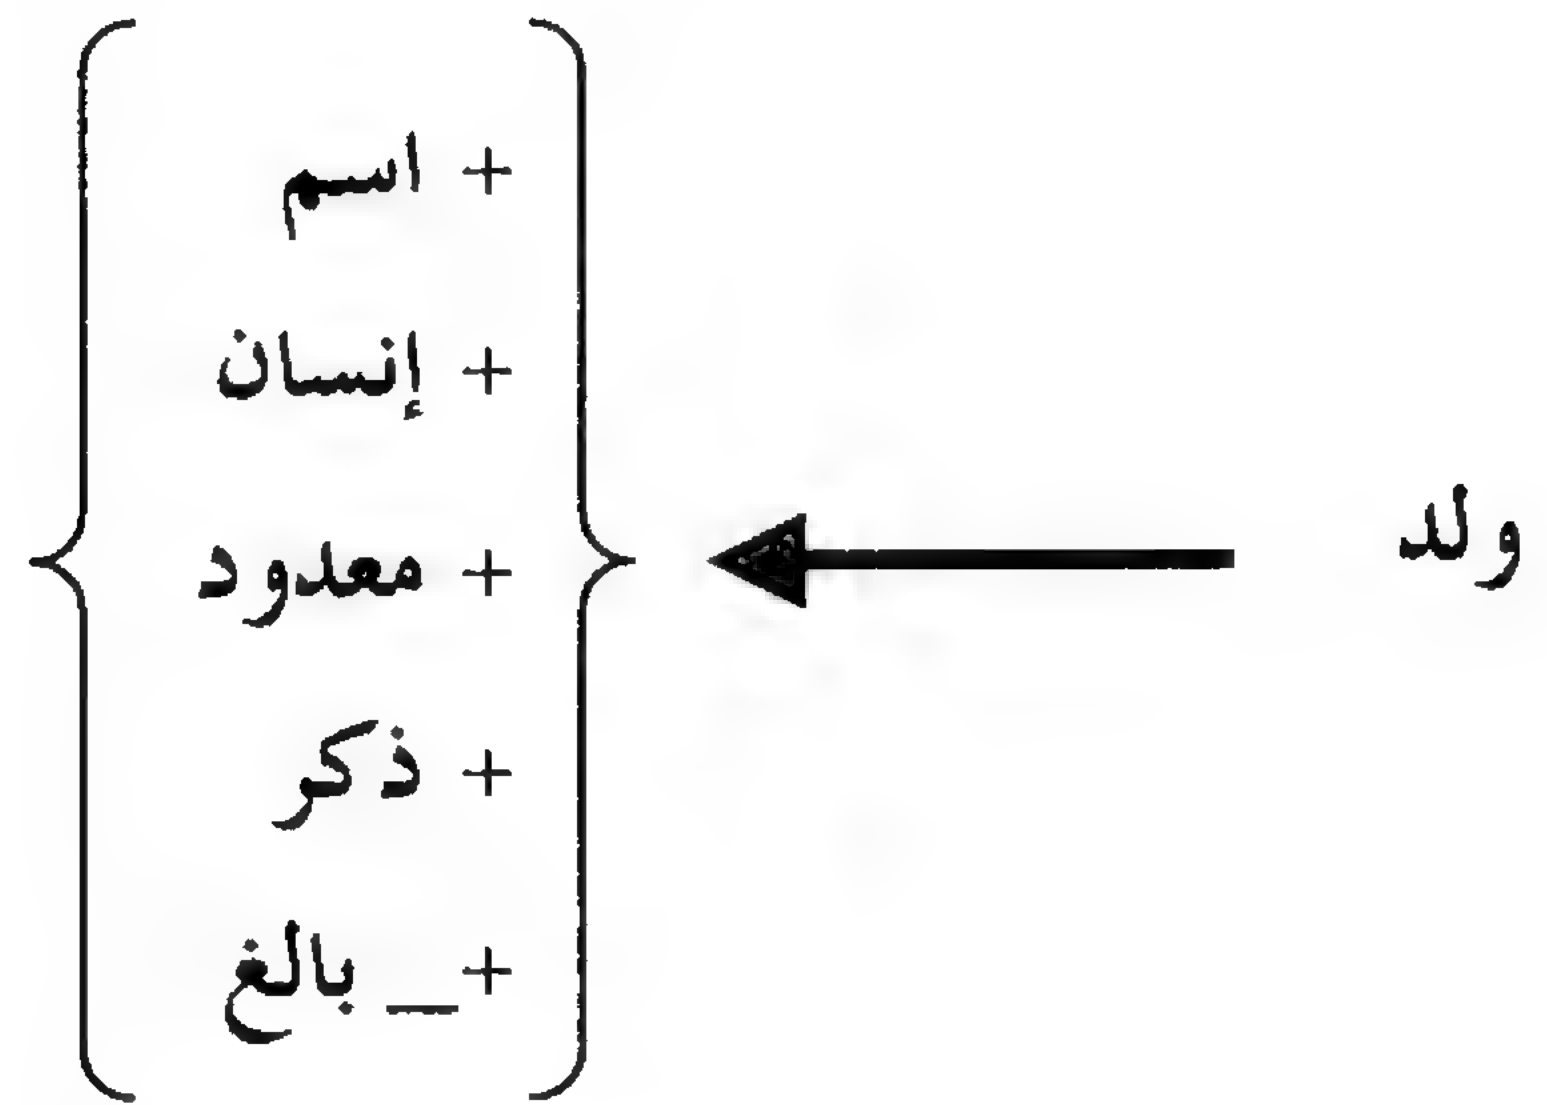 + اسم
+ إنسان
ولد
+ معدود
+ ذكر
+_ بالغ